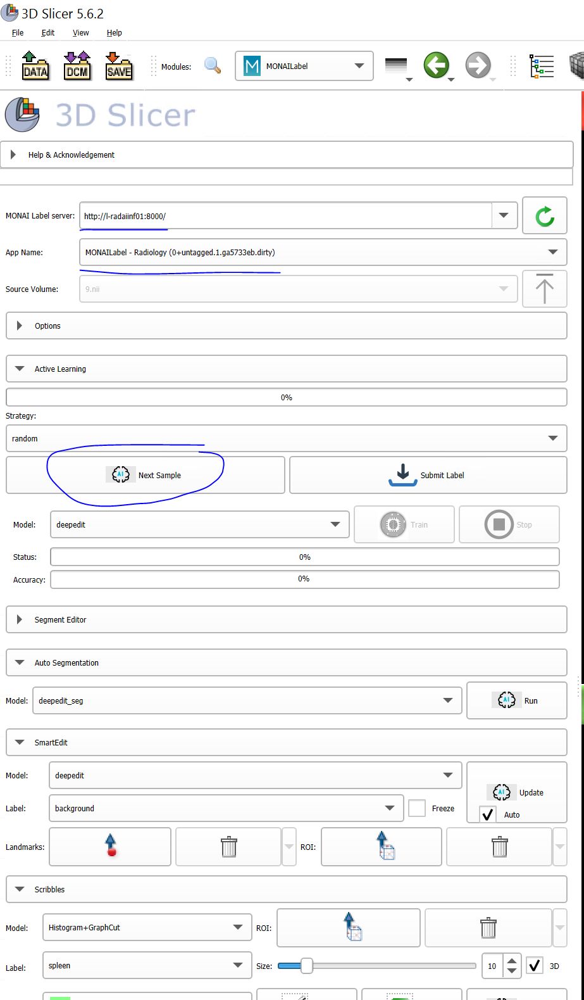 3D Slicer 5.6.2
File Edit View Help
DATA DCM SAVE Modules: M MONAILabel
3D Slicer
Help & Acknowledgement
MONAI Label server: http://l-radaiinf01:8000/
App Name: MONAILabel - Radiology (0+untagged.1.ga5733eb.dirty)
Source Volume: 9.nii
Options
Active Learning
0%
Strategy:
random
AI Next Sample Submit Label
Model: deepedit Train Stop
Status: 0%
Accuracy: 0%
Segment Editor
Auto Segmentation
Model: deepedit_seg AI Run
SmartEdit
Model: deepedit
AI Update
Label: background Freeze
Auto
Landmarks: ROI:
Scribbles
Model: Histogram+GraphCut ROI:
Label: spleen Size: 10 3D